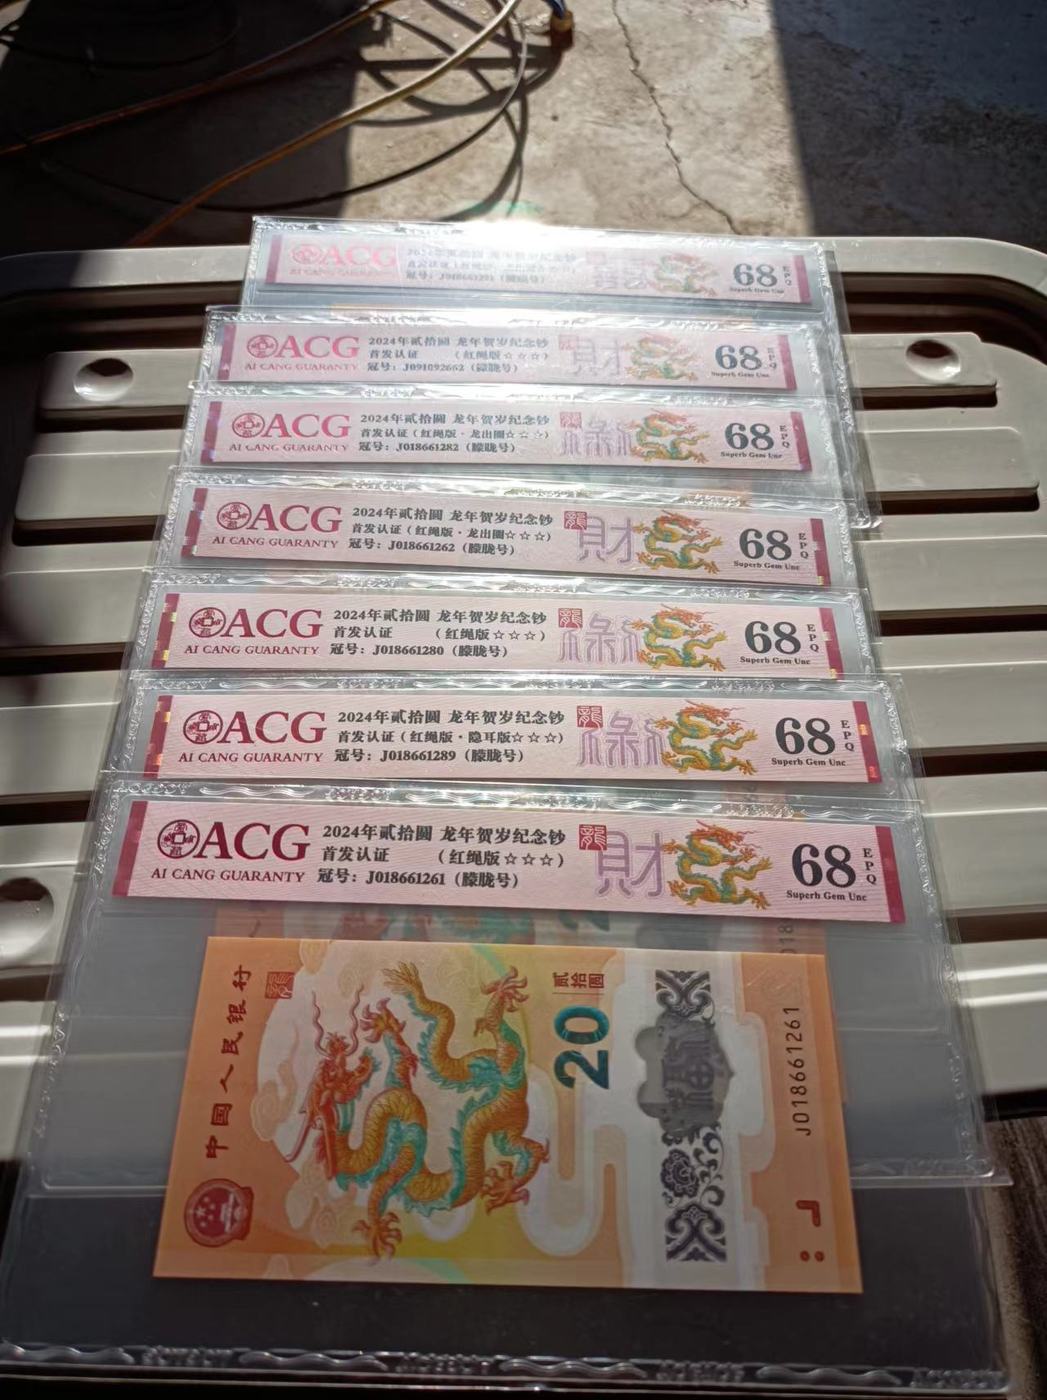 ACG
AI CANG GUARANTY
68
EPQ
Superb Gem Unc
ACG
AI CANG GUARANTY
2024年贰拾圆 龙年贺岁纪念钞
首发认证 (红绳版☆☆☆)
冠号: J091092662 (朦胧号)
財
68
EPQ
Superb Gem Unc
ACG
AI CANG GUARANTY
2024年贰拾圆 龙年贺岁纪念钞
首发认证 (红绳版·龙出圈☆☆☆)
冠号: J018661282 (朦胧号)
祿
68
EPQ
Superb Gem Unc
ACG
AI CANG GUARANTY
2024年贰拾圆 龙年贺岁纪念钞
首发认证 (红绳版·龙出圈☆☆☆)
冠号: J018661262 (朦胧号)
財
68
EPQ
Superb Gem Unc
ACG
AI CANG GUARANTY
2024年贰拾圆 龙年贺岁纪念钞
首发认证 (红绳版☆☆☆)
冠号: J018661280 (朦胧号)
祿
68
EPQ
Superb Gem Unc
ACG
AI CANG GUARANTY
2024年贰拾圆 龙年贺岁纪念钞
首发认证 (红绳版·隐耳版☆☆☆)
冠号: J018661289 (朦胧号)
祿
68
EPQ
Superb Gem Unc
ACG
AI CANG GUARANTY
2024年贰拾圆 龙年贺岁纪念钞
首发认证 (红绳版☆☆☆)
冠号: J018661261 (朦胧号)
財
68
EPQ
Superb Gem Unc
中国人民银行
贰拾圆
20
J018661261